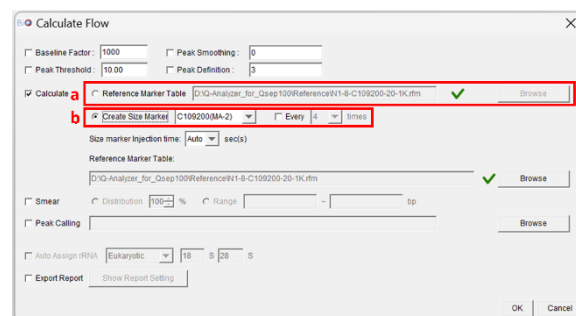 BiO Calculate Flow
Baseline Factor : 1000 Peak Smoothing : 0
Peak Threshold : 10.00 Peak Definition : 3
Calculate a Reference Marker Table D:\Q-Analyzer_for_Qsep100\Reference\N1-8-C109200-20-1K.rfm Browse
b Create Size Marker C109200(MA-2) Every 4 times
Size marker Injection time: Auto sec(s)
Reference Marker Table:
D:\Q-Analyzer_for_Qsep100\Reference\N1-8-C109200-20-1K.rfm Browse
Smear Distribution 100 % Range ~ bp
Peak Calling Browse
Auto Assign rRNA Eukaryotic 18 S 28 S
Export Report Show Report Setting
OK Cancel